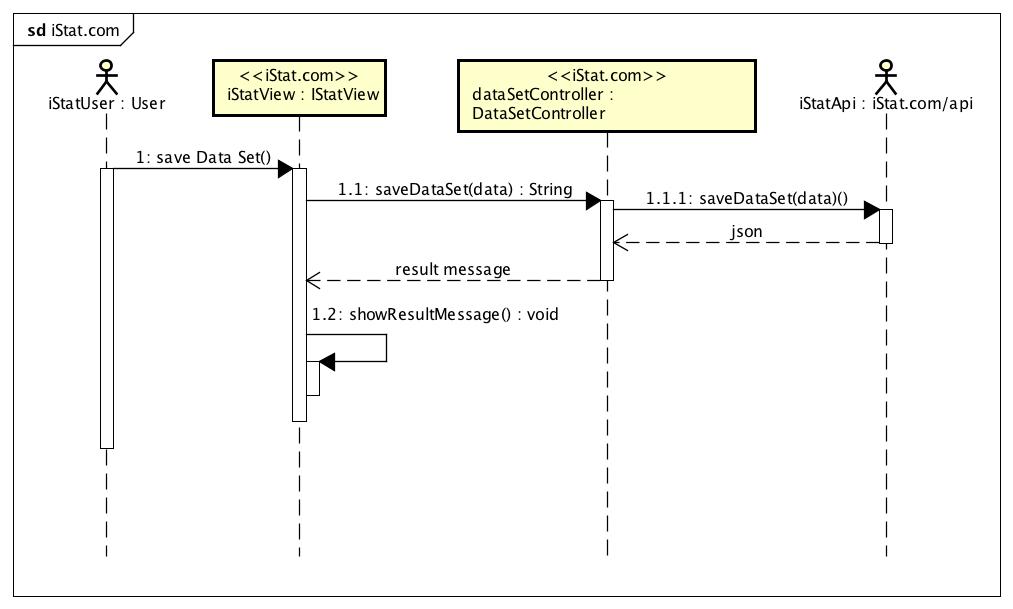 sd iStat.com
iStatUser : User
<<iStat.com>>
iStatView : IStatView
<<iStat.com>>
dataSetController :
DataSetController
iStatApi : iStat.com/api
1: save Data Set()
1.1: saveDataSet(data) : String
1.1.1: saveDataSet(data)()
json
result message
1.2: showResultMessage() : void